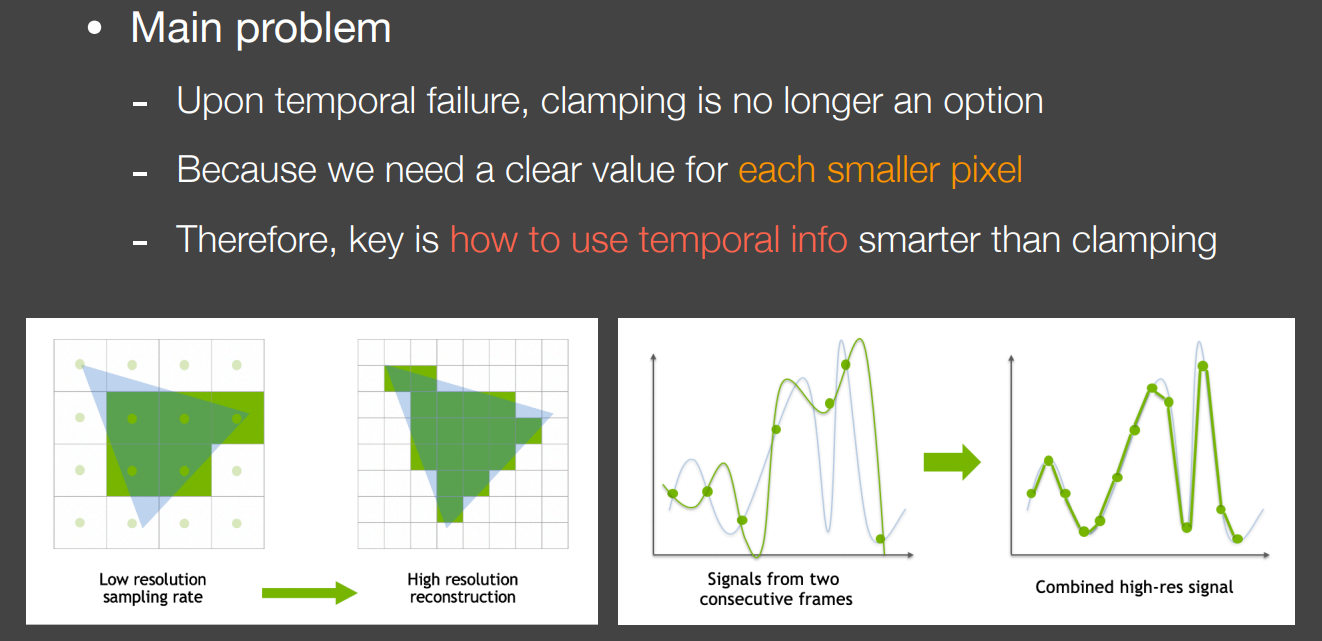 • Main problem
- Upon temporal failure, clamping is no longer an option
- Because we need a clear value for each smaller pixel
- Therefore, key is how to use temporal info smarter than clamping
Low resolution
sampling rate
High resolution
reconstruction
Signals from two
consecutive frames
Combined high-res signal